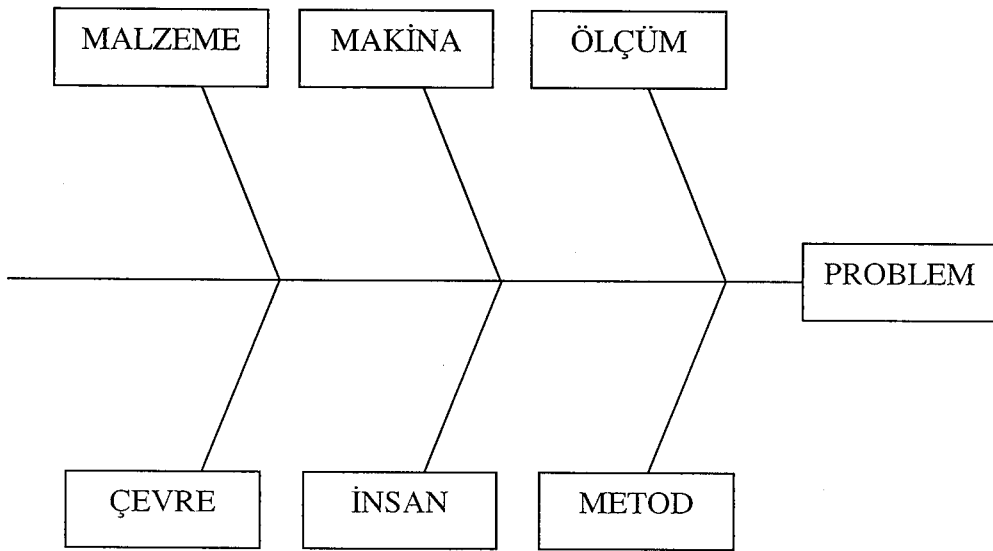 MALZEME
MAKİNA
ÖLÇÜM
PROBLEM
ÇEVRE
İNSAN
METOD